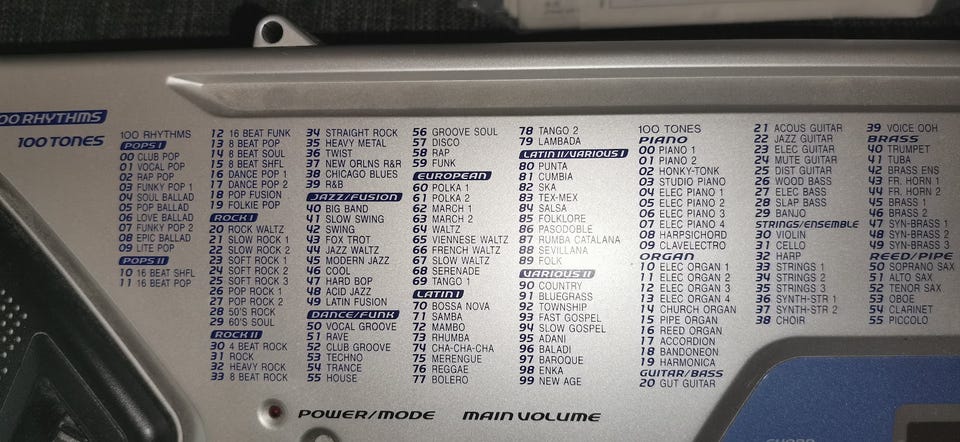 00 RHYTHMS
100 TONES
100 RHYTHMS
POPS I
00 CLUB POP
01 VOCAL POP
02 RAP POP
03 FUNKY POP 1
04 SOUL BALLAD
05 POP BALLAD
06 LOVE BALLAD
07 FUNKY POP 2
08 EPIC BALLAD
09 LITE POP
POPS II
10 16 BEAT SHFL
11 16 BEAT POP
12 16 BEAT FUNK
13 8 BEAT POP
14 8 BEAT SOUL
15 8 BEAT SHFL
16 DANCE POP 1
17 DANCE POP 2
18 POP FUSION
19 FOLKIE POP
ROCK I
20 ROCK WALTZ
21 SLOW ROCK 1
22 SLOW ROCK 2
23 SOFT ROCK 1
24 SOFT ROCK 2
25 SOFT ROCK 3
26 POP ROCK 1
27 POP ROCK 2
28 50'S ROCK
29 60'S SOUL
ROCK II
30 4 BEAT ROCK
31 ROCK
32 HEAVY ROCK
33 8 BEAT ROCK
34 STRAIGHT ROCK
35 HEAVY METAL
36 TWIST
37 NEW ORLNS R&R
38 CHICAGO BLUES
39 R&B
JAZZ/FUSION
40 BIG BAND
41 SLOW SWING
42 SWING
43 FOX TROT
44 JAZZ WALTZ
45 MODERN JAZZ
46 COOL
47 HARD BOP
48 ACID JAZZ
49 LATIN FUSION
DANCE/FUNK
50 VOCAL GROOVE
51 RAVE
52 CLUB GROOVE
53 TECHNO
54 TRANCE
55 HOUSE
56 GROOVE SOUL
57 DISCO
58 RAP
59 FUNK
EUROPEAN
60 POLKA 1
61 POLKA 2
62 MARCH 1
63 MARCH 2
64 WALTZ
65 VIENNESE WALTZ
66 FRENCH WALTZ
67 SLOW WALTZ
68 SERENADE
69 TANGO 1
LATIN I
70 BOSSA NOVA
71 SAMBA
72 MAMBO
73 RHUMBA
74 CHA-CHA-CHA
75 MERENGUE
76 REGGAE
77 BOLERO
78 TANGO 2
79 LAMBADA
LATIN II/VARIOUS I
80 PUNTA
81 CUMBIA
82 SKA
83 TEX-MEX
84 SALSA
85 FOLKLORE
86 PASODOBLE
87 RUMBA CATALANA
88 SEVILLANA
89 FOLK
VARIOUS II
90 COUNTRY
91 BLUEGRASS
92 TOWNSHIP
93 FAST GOSPEL
94 SLOW GOSPEL
95 ADANI
96 BALADI
97 BAROQUE
98 ENKA
99 NEW AGE
100 TONES
PIANO
00 PIANO 1
01 PIANO 2
02 HONKY-TONK
03 STUDIO PIANO
04 ELEC PIANO 1
05 ELEC PIANO 2
06 ELEC PIANO 3
07 ELEC PIANO 4
08 HARPSICHORD
09 CLAVELECTRO
ORGAN
10 ELEC ORGAN 1
11 ELEC ORGAN 2
12 ELEC ORGAN 3
13 ELEC ORGAN 4
14 CHURCH ORGAN
15 PIPE ORGAN
16 REED ORGAN
17 ACCORDION
18 BANDONEON
19 HARMONICA
GUITAR/BASS
20 GUT GUITAR
21 ACOUS GUITAR
22 JAZZ GUITAR
23 ELEC GUITAR
24 MUTE GUITAR
25 DIST GUITAR
26 WOOD BASS
27 ELEC BASS
28 SLAP BASS
29 BANJO
STRINGS/ENSEMBLE
30 VIOLIN
31 CELLO
32 HARP
33 STRINGS 1
34 STRINGS 2
35 STRINGS 3
36 SYNTH-STR 1
37 SYNTH-STR 2
38 CHOIR
39 VOICE OOH
BRASS
40 TRUMPET
41 TUBA
42 BRASS ENS
43 FR. HORN 1
44 FR. HORN 2
45 BRASS 1
46 BRASS 2
47 SYN-BRASS 1
48 SYN-BRASS 2
49 SYN-BRASS 3
REED/PIPE
50 SOPRANO SAX
51 ALTO SAX
52 TENOR SAX
53 OBOE
54 CLARINET
55 PICCOLO
POWER/MODE
MAIN VOLUME